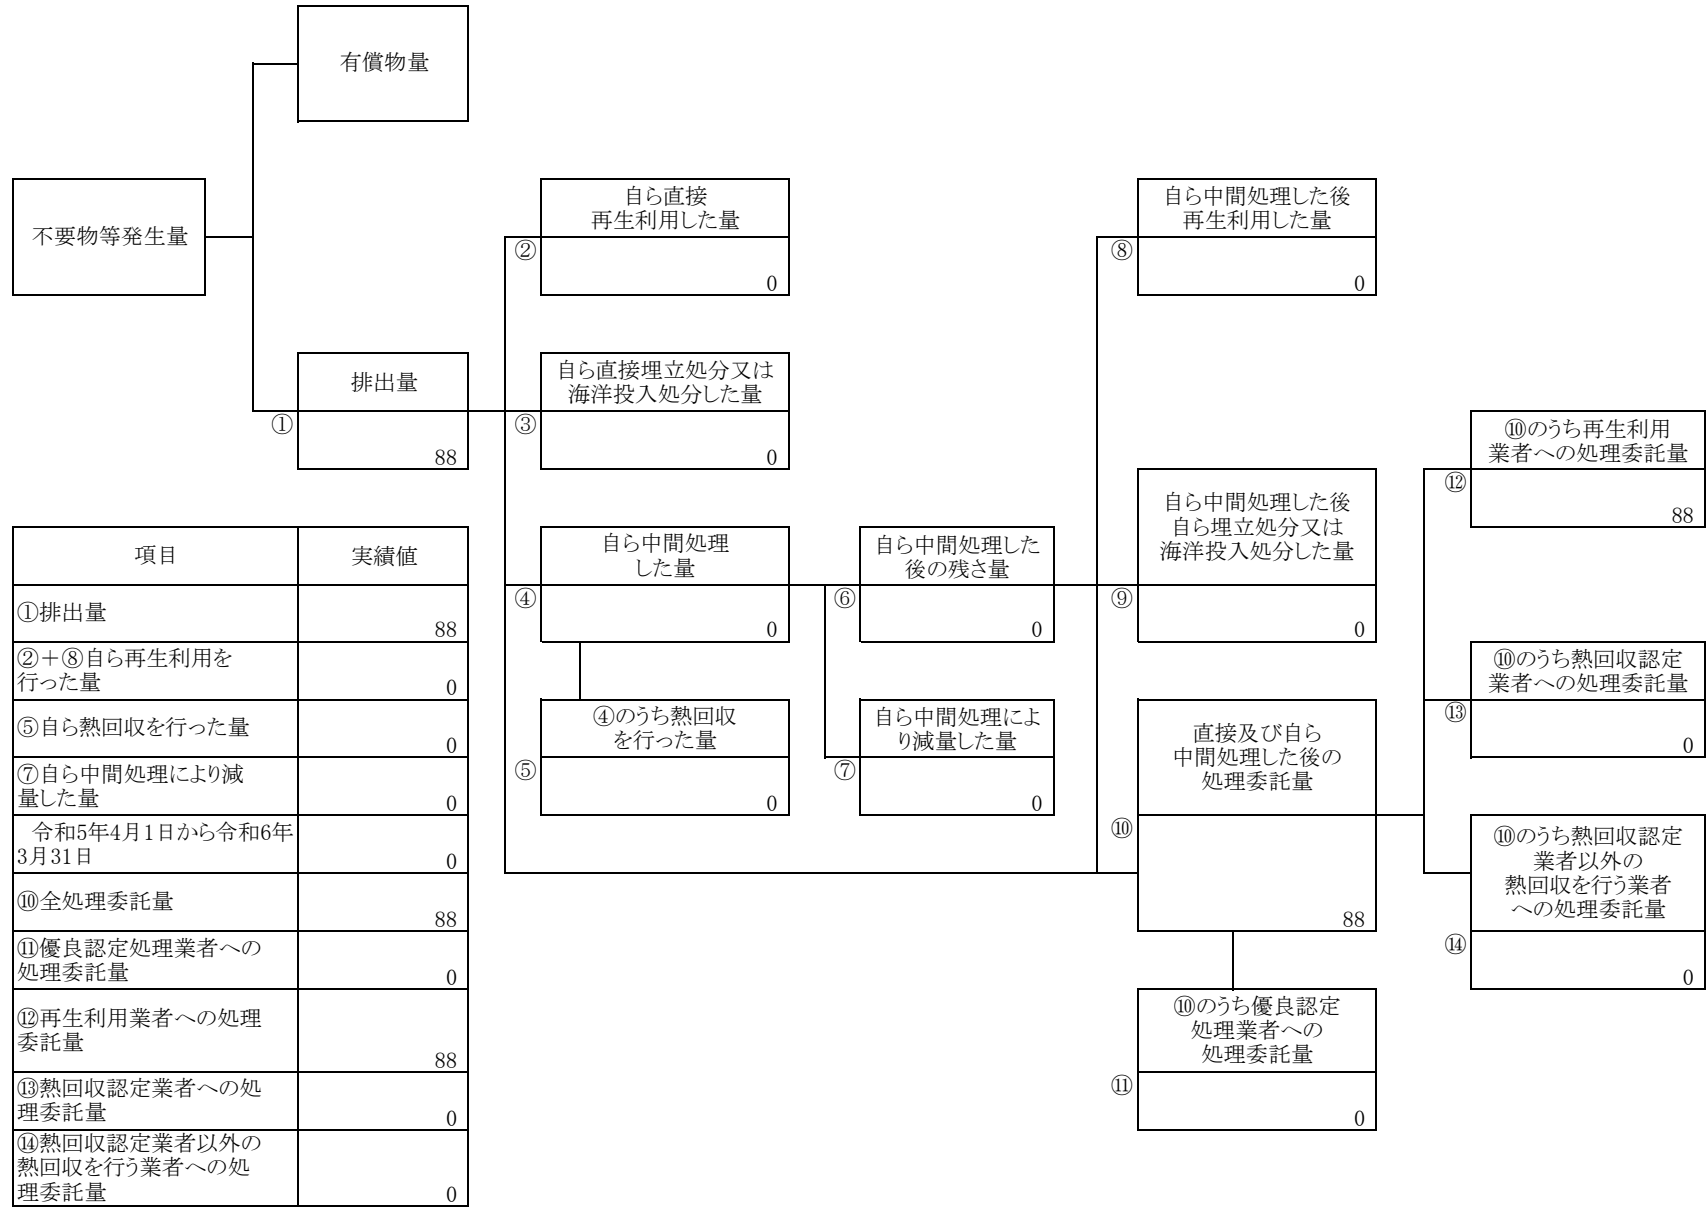 有償物量
不要物等発生量
自ら直接
再生利用した量
②
0
自ら中間処理した後
再生利用した量
⑧
0
排出量
①
88
自ら直接埋立処分又は
海洋投入処分した量
③
0
⑩のうち再生利用
業者への処理委託量
⑫
88
自ら中間処理
した量
④
0
自ら中間処理した
後の残さ量
⑥
0
自ら中間処理した後
自ら埋立処分又は
海洋投入処分した量
⑨
0
⑩のうち熱回収認定
業者への処理委託量
⑬
0
④のうち熱回収
を行った量
⑤
0
自ら中間処理によ
り減量した量
⑦
0
直接及び自ら
中間処理した後の
処理委託量
⑩
88
⑩のうち熱回収認定
業者以外の
熱回収を行う業者
への処理委託量
⑭
0
⑩のうち優良認定
処理業者への
処理委託量
⑪
0
項目 実績値
①排出量
88
②＋⑧自ら再生利用を
行った量
0
⑤自ら熱回収を行った量
0
⑦自ら中間処理により減
量した量
0
令和5年4月1日から令和6年
3月31日
0
⑩全処理委託量
88
⑪優良認定処理業者への
処理委託量
0
⑫再生利用業者への処理
委託量
88
⑬熱回収認定業者への処
理委託量
0
⑭熱回収認定業者以外の
熱回収を行う業者への処
理委託量
0